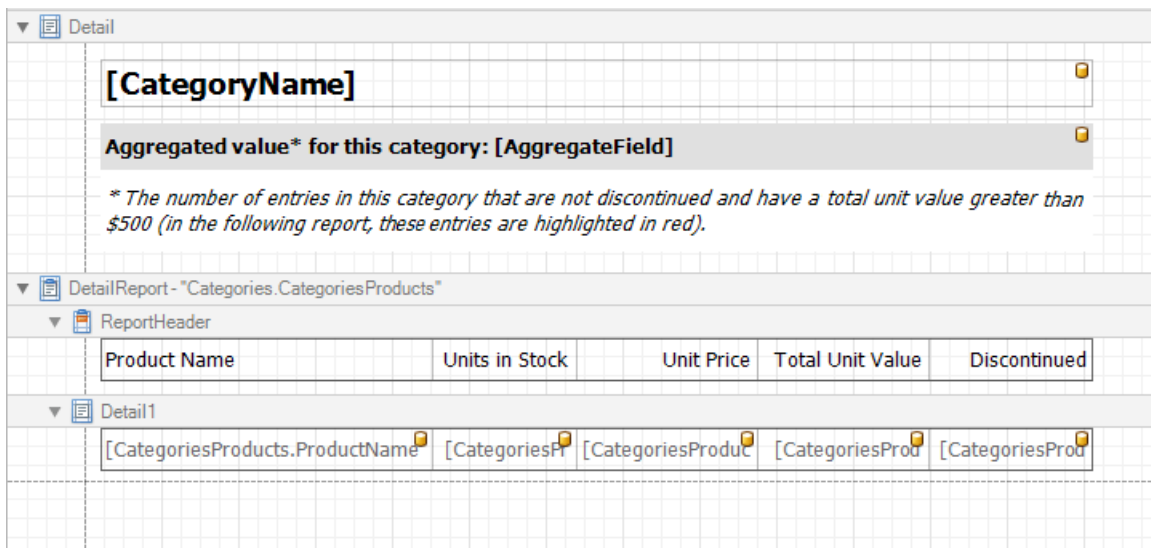 Detail
[CategoryName]
Aggregated value* for this category: [AggregateField]
* The number of entries in this category that are not discontinued and have a total unit value greater than
$500 (in the following report, these entries are highlighted in red).
DetailReport - "Categories.CategoriesProducts"
ReportHeader
Product Name Units in Stock Unit Price Total Unit Value Discontinued
Detail1
[CategoriesProducts.ProductName [CategoriesPr [CategoriesProduc [CategoriesProd [CategoriesProd